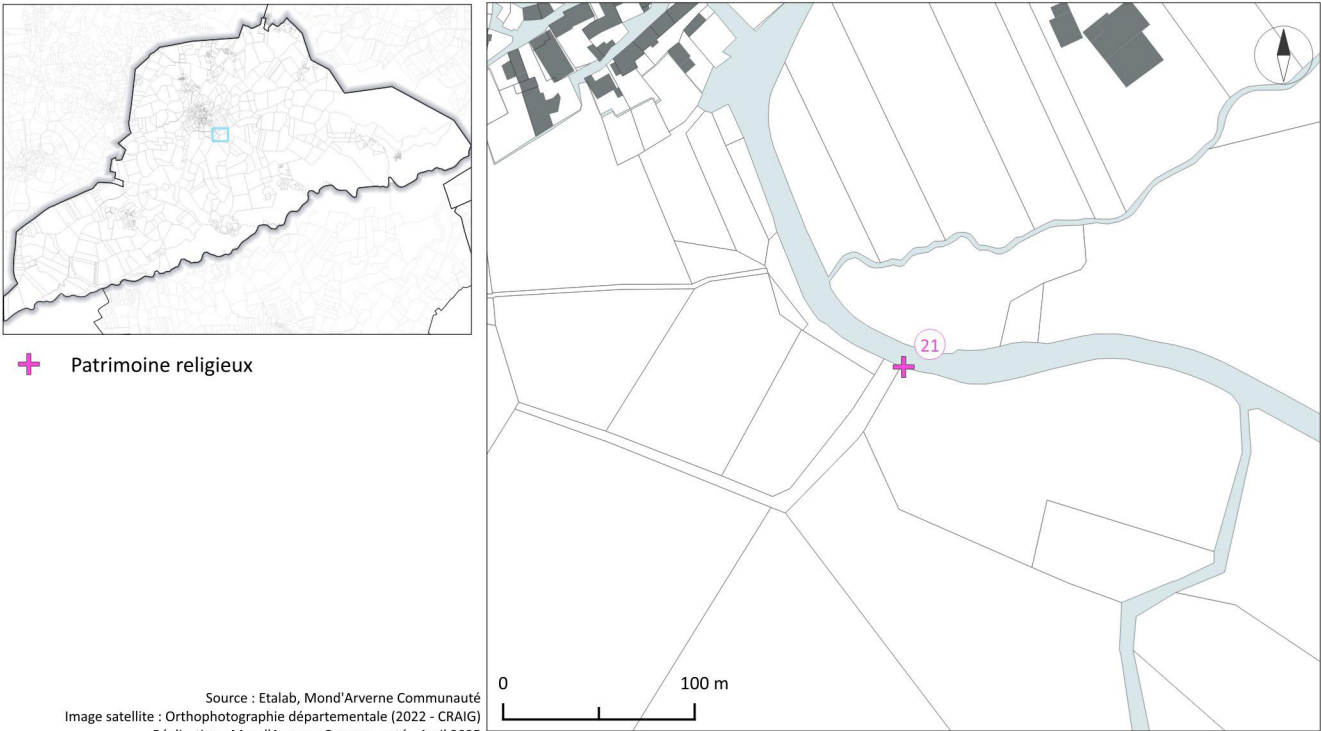 Patrimoine religieux
21
0 100 m
Source : Etalab, Mond'Arverne Communauté
Image satellite : Orthophotographie départementale (2022 - CRAIG)